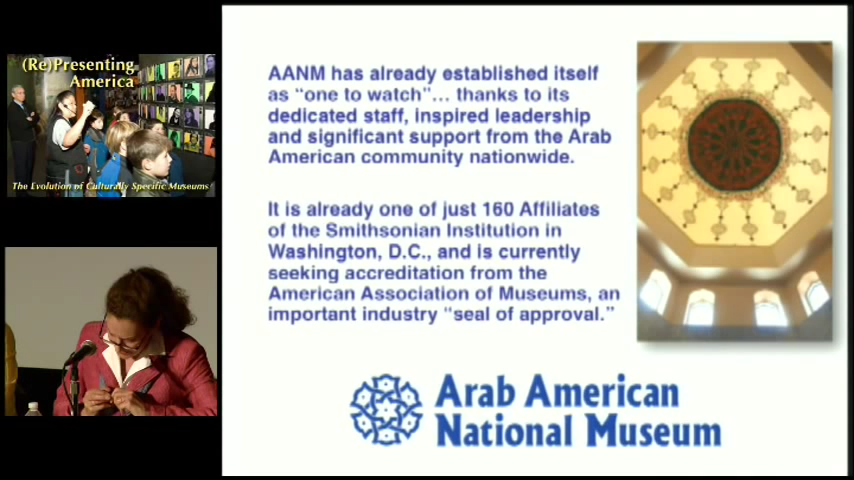 (Re)Presenting
America
The Evolution of Culturally Specific Museums
AANM has already established itself
as “one to watch”... thanks to its
dedicated staff, inspired leadership
and significant support from the Arab
American community nationwide.
It is already one of just 160 Affiliates
of the Smithsonian Institution in
Washington, D.C., and is currently
seeking accreditation from the
American Association of Museums, an
important industry “seal of approval.”
Arab American
National Museum